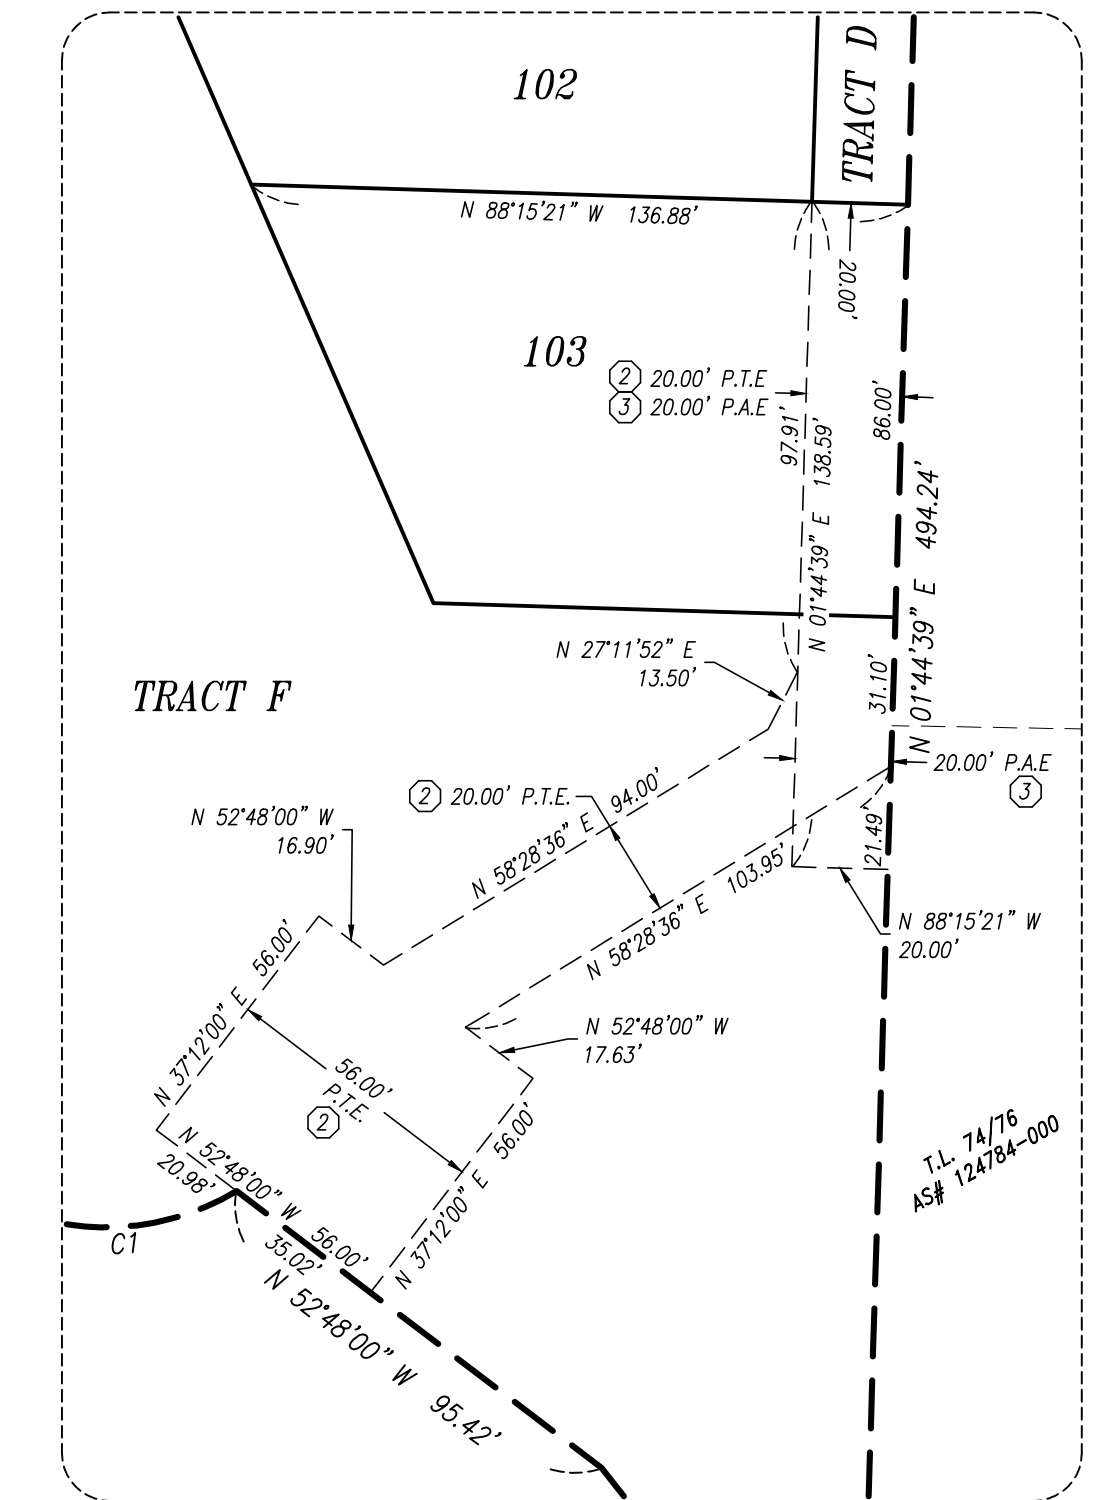 102
TRACT D
N 88°15'21" W 136.88'
20.00'
103
2 20.00' P.T.E
3 20.00' P.A.E
97.91'
138.59'
N 01°44'39" E
86.00'
N 01°44'39" E 494.24'
N 27°11'52" E
13.50'
31.10'
TRACT F
20.00' P.A.E
3
2 20.00' P.T.E.
N 58°28'36" E 94.00'
N 52°48'00" W
16.90'
21.49'
N 58°28'36" E 103.95'
N 88°15'21" W
20.00'
N 37°12'00" E 56.00'
N 52°48'00" W
17.63'
56.00'
P.T.E.
2
N 37°12'00" E 56.00'
T.L. 74/76
AS# 124784-000
N 52°48'00" W 56.00'
20.98'
35.02'
C1
N 52°48'00" W 95.42'